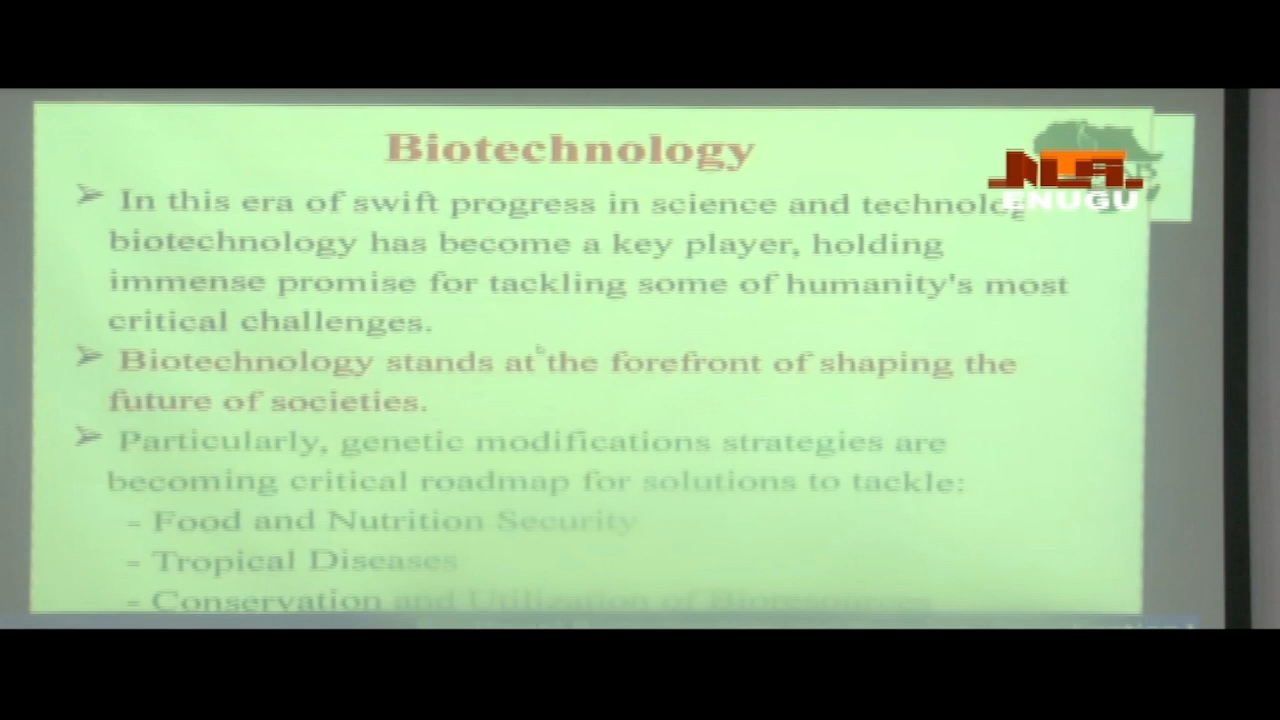 Biotechnology
NTA
ENUGU
➢ In this era of swift progress in science and
biotechnology has become a key player, holding
immense promise for tackling some of humanity's most
critical challenges.
➢ Biotechnology stands at the forefront of shaping the
future of societies.
➢ Particularly, genetic modifications strategies are
becoming critical roadmap for solutions to tackle:
- Food and Nutrition Security
- Tropical Diseases
- Conservation and Utilization of Bioresources